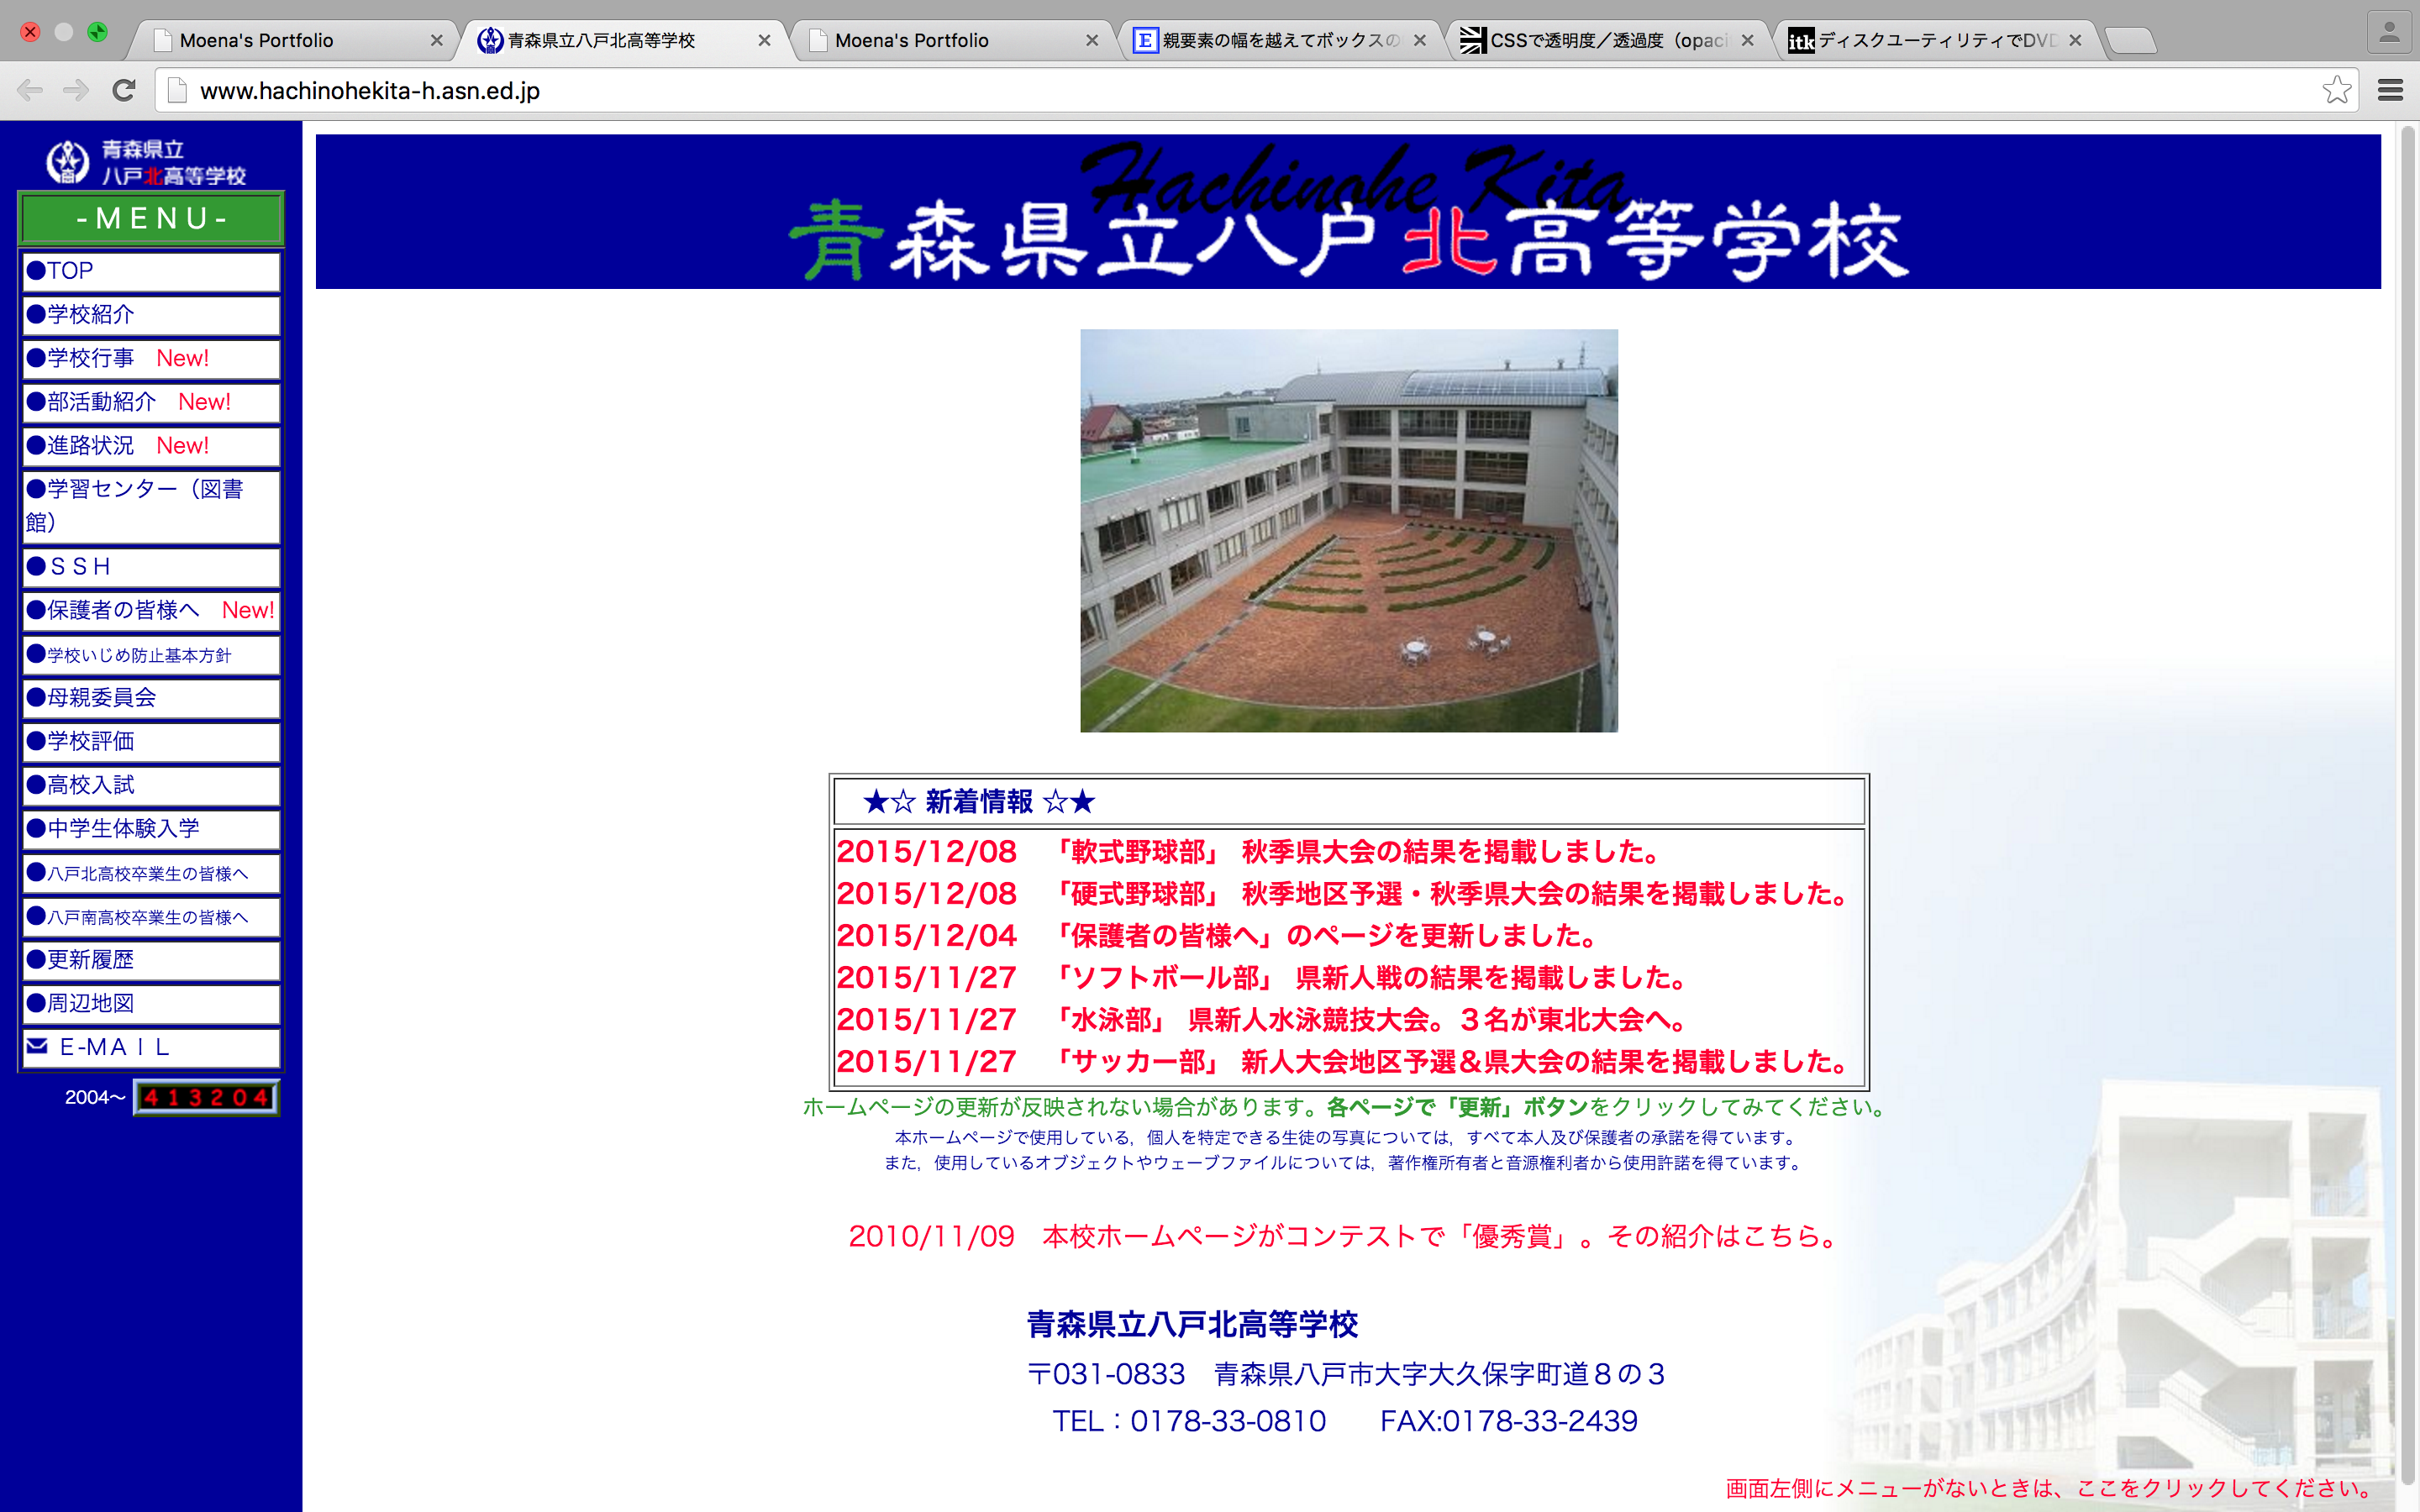 Moena's Portfolio
青森県立八戸北高等学校
Moena's Portfolio
親要素の幅を越えてボックスの
CSSで透明度／透過度（opaci
itk ディスクユーティリティでDVD
www.hachinohekita-h.asn.ed.jp
青森県立
八戸北高等学校
-ＭＥＮＵ-
●TOP
●学校紹介
●学校行事　New!
●部活動紹介　New!
●進路状況　New!
●学習センター（図書
館）
●ＳＳＨ
●保護者の皆様へ　New!
●学校いじめ防止基本方針
●母親委員会
●学校評価
●高校入試
●中学生体験入学
●八戸北高校卒業生の皆様へ
●八戸南高校卒業生の皆様へ
●更新履歴
●周辺地図
Ｅ-ＭＡＩＬ
2004〜 413204
Hachinohe Kita
青森県立八戸北高等学校
★☆ 新着情報 ☆★
2015/12/08　「軟式野球部」 秋季県大会の結果を掲載しました。
2015/12/08　「硬式野球部」 秋季地区予選・秋季県大会の結果を掲載しました。
2015/12/04　「保護者の皆様へ」のページを更新しました。
2015/11/27　「ソフトボール部」 県新人戦の結果を掲載しました。
2015/11/27　「水泳部」 県新人水泳競技大会。３名が東北大会へ。
2015/11/27　「サッカー部」 新人大会地区予選＆県大会の結果を掲載しました。
ホームページの更新が反映されない場合があります。各ページで「更新」ボタンをクリックしてみてください。
本ホームページで使用している，個人を特定できる生徒の写真については，すべて本人及び保護者の承諾を得ています。
また，使用しているオブジェクトやウェーブファイルについては，著作権所有者と音源権利者から使用許諾を得ています。
2010/11/09　本校ホームページがコンテストで「優秀賞」。その紹介はこちら。
青森県立八戸北高等学校
〒031-0833　青森県八戸市大字大久保字町道８の３
TEL：0178-33-0810　　FAX:0178-33-2439
画面左側にメニューがないときは、ここをクリックしてください。